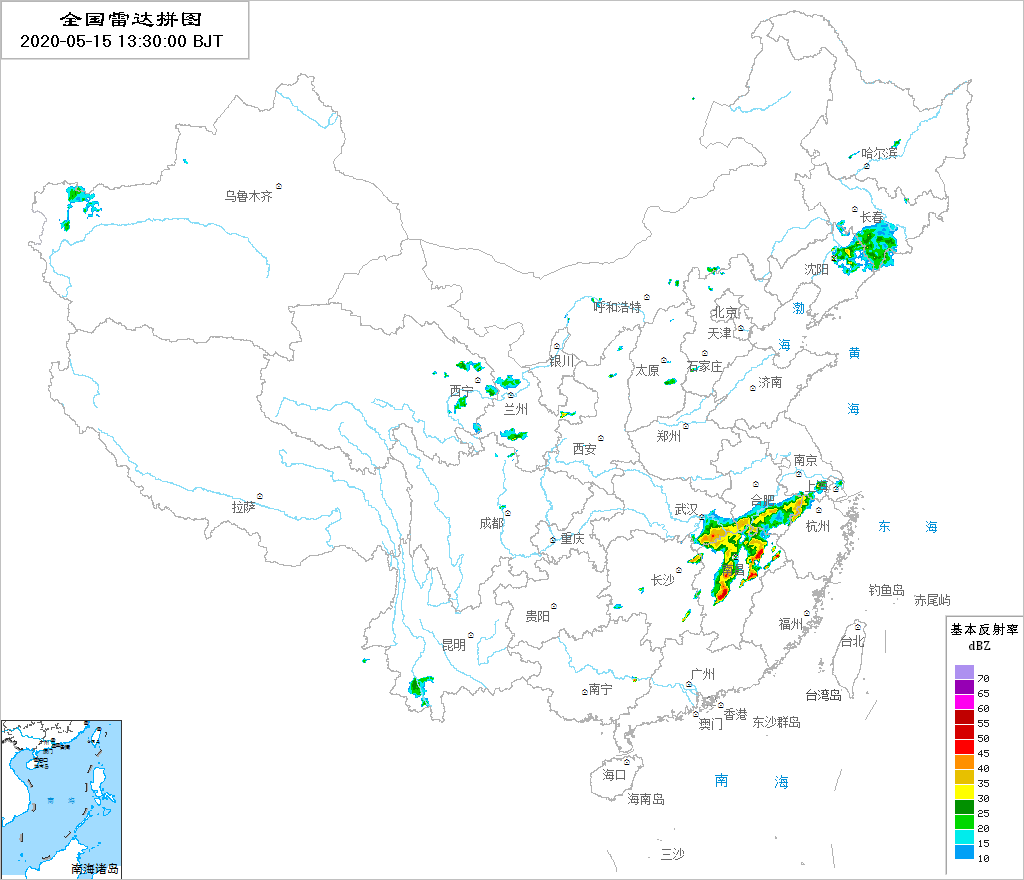 全国雷达拼图
2020-05-15 13:30:00 BJT
哈尔滨
乌鲁木齐
长春
沈阳
呼和浩特
北京
渤
天津
海
黄
银川
太原
石家庄
西宁
济南
兰州
海
郑州
西安
南京
上海
合肥
拉萨
武汉
成都
杭州
东 海
重庆
南昌
长沙
钓鱼岛
赤尾屿
贵阳
福州
基本反射率
dBZ
昆明
台北
广州
70
南宁
台湾岛
65
香港
60
澳门
东沙群岛
55
50
45
海口
南 海
40
海南岛
35
30
25
20
三沙
15
10
南 海
南海诸岛